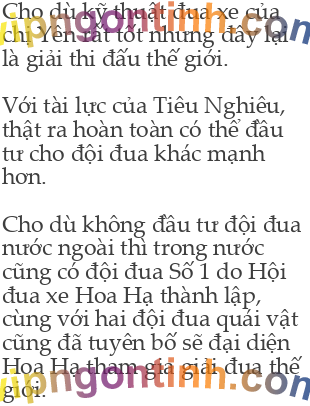 Cho dù kỹ thuật đua xe của
chị Yên rất tốt nhưng đây lại
là giải thi đấu thế giới.
Với tài lực của Tiêu Nghiêu,
thật ra hoàn toàn có thể đầu
tư cho đội đua khác mạnh
hơn.
Cho dù không đầu tư đội đua
nước ngoài thì trong nước
cũng có đội đua Số 1 do Hội
đua xe Hoa Hạ thành lập,
cùng với hai đội đua quái vật
cũng đã tuyên bố sẽ đại diện
Hoa Hạ tham gia giải đua thế
giới.
vipngontinh.com
vipngontinh.com